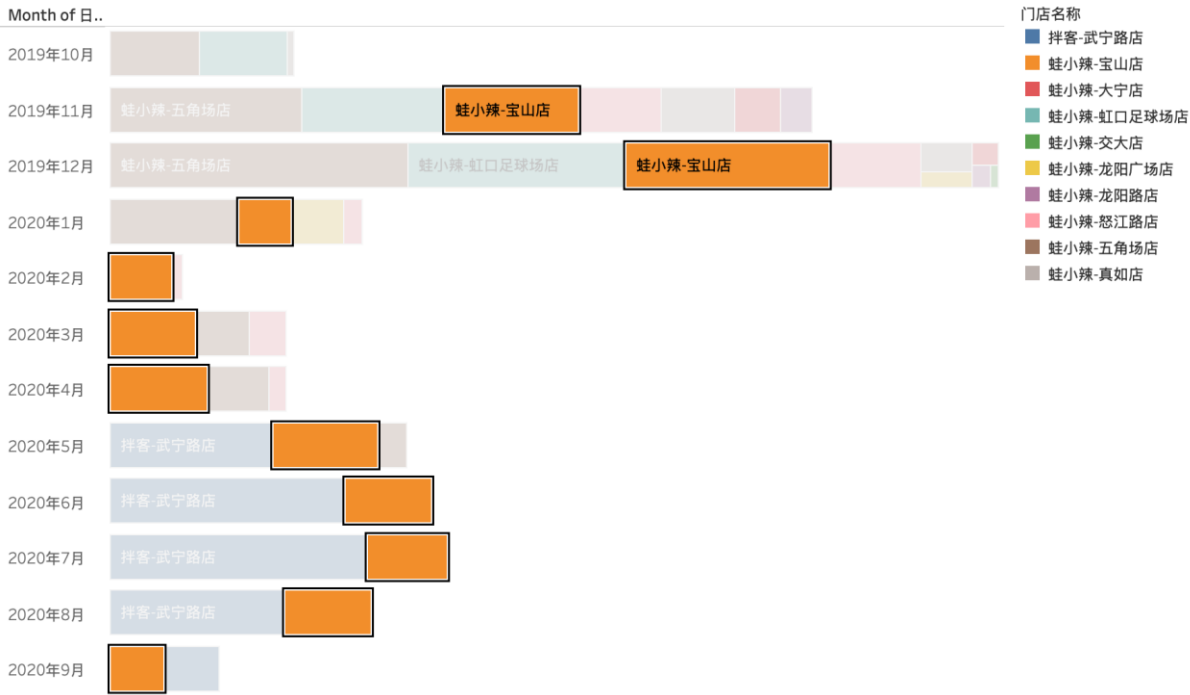 Month of 日..
门店名称
2019年10月
2019年11月
蛙小辣-五角场店
蛙小辣-宝山店
2019年12月
蛙小辣-五角场店
蛙小辣-虹口足球场店
蛙小辣-宝山店
2020年1月
2020年2月
2020年3月
2020年4月
2020年5月
拌客-武宁路店
2020年6月
拌客-武宁路店
2020年7月
拌客-武宁路店
2020年8月
拌客-武宁路店
2020年9月
拌客-武宁路店
蛙小辣-宝山店
蛙小辣-大宁店
蛙小辣-虹口足球场店
蛙小辣-交大店
蛙小辣-龙阳广场店
蛙小辣-龙阳路店
蛙小辣-怒江路店
蛙小辣-五角场店
蛙小辣-真如店